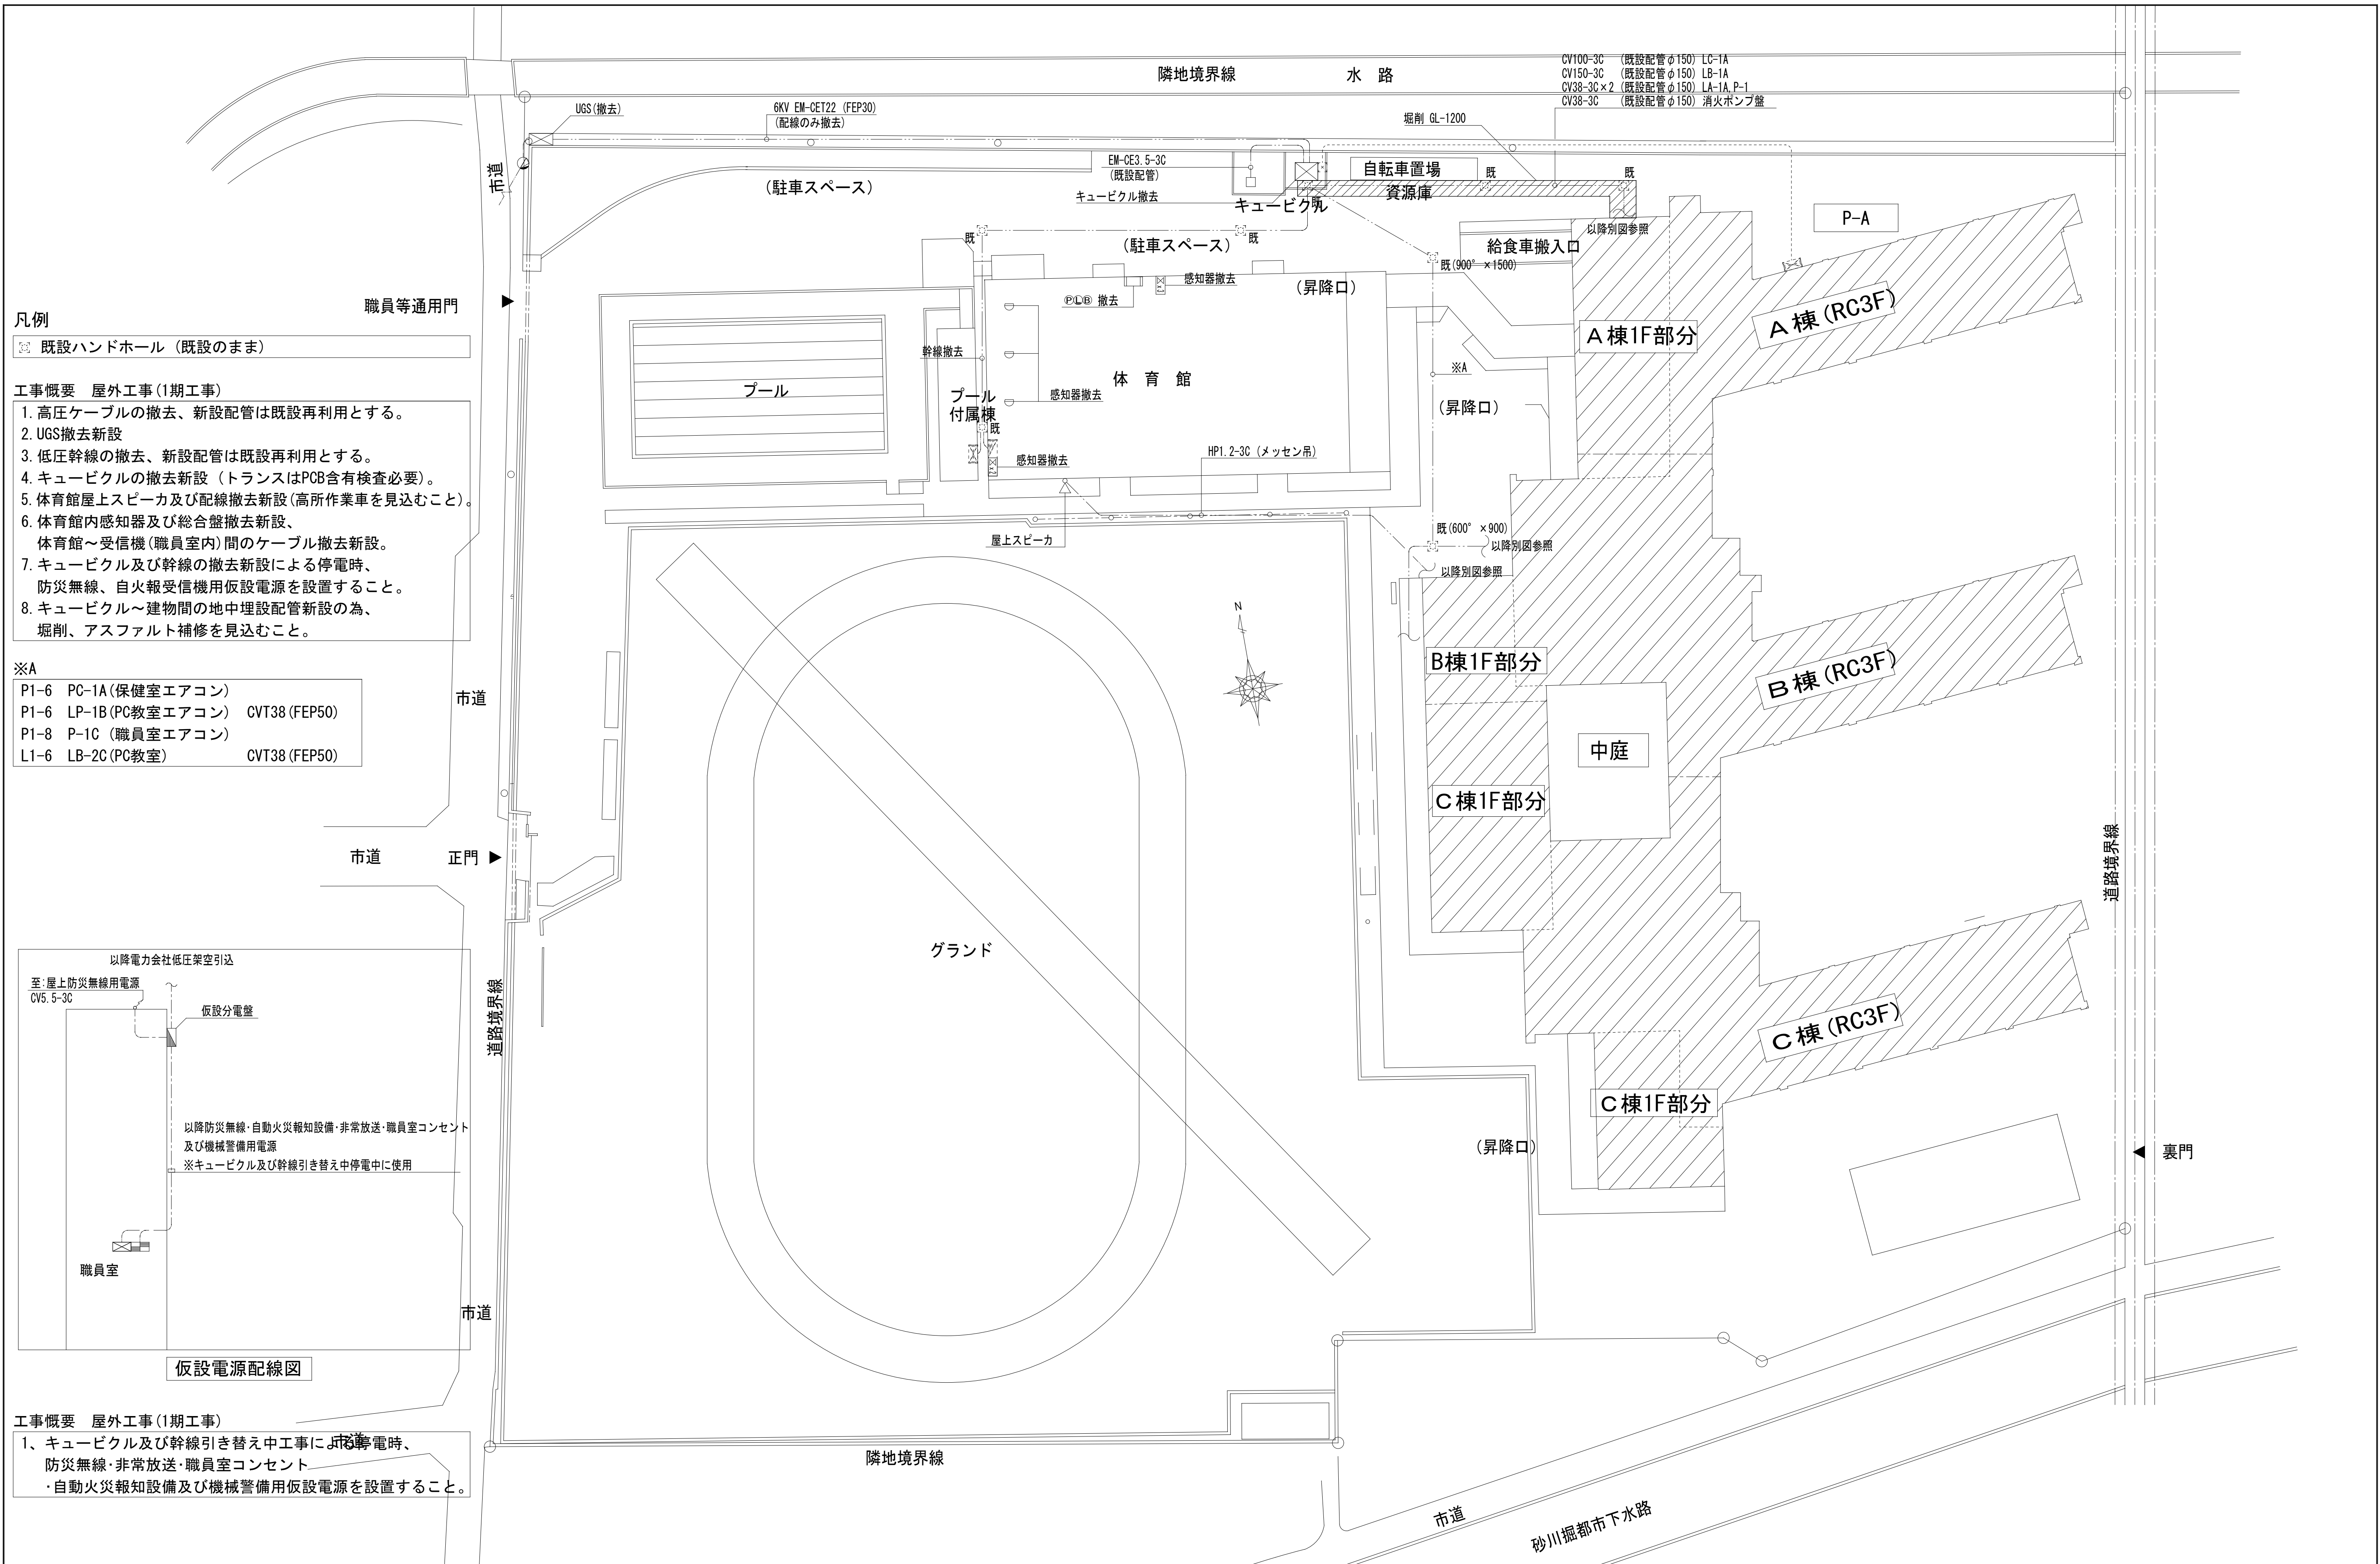 隣地境界線
水　路
CV100-3C　(既設配管φ150) LC-1A
CV150-3C　(既設配管φ150) LB-1A
CV38-3C×2 (既設配管φ150) LA-1A.P-1
CV38-3C　(既設配管φ150) 消火ポンプ盤
UGS(撤去)
6KV EM-CET22 (FEP30)
(配線のみ撤去)
堀削 GL-1200
市道
(駐車スペース)
EM-CE3.5-3C
(既設配管)
キュービクル撤去
キュービクル
自転車置場
資源庫
既
既
既
以降別図参照
P-A
既
既
(駐車スペース)
給食車搬入口
既(900°×1500)
職員等通用門
感知器撤去
ⓅⓁⒷ 撤去
(昇降口)
A棟1F部分
A棟(RC3F)
凡例
既設ハンドホール (既設のまま)
幹線撤去
体　育　館
プール
プール
付属棟
既
感知器撤去
感知器撤去
※A
(昇降口)
HP1.2-3C (メッセン吊)
屋上スピーカ
既(600°×900)
以降別図参照
以降別図参照
工事慨要　屋外工事(1期工事)
1. 高圧ケーブルの撤去、新設配管は既設再利用とする。
2. UGS撤去新設
3. 低圧幹線の撤去、新設配管は既設再利用とする。
4. キュービクルの撤去新設 (トランスはPCB含有検査必要)。
5. 体育館屋上スピーカ及び配線撤去新設(高所作業車を見込むこと)。
6. 体育館内感知器及び総合盤撤去新設、
体育館～受信機(職員室内)間のケーブル撤去新設。
7. キュービクル及び幹線の撤去新設による停電時、
防災無線、自火報受信機用仮設電源を設置すること。
8. キュービクル～建物間の地中埋設配管新設の為、
堀削、アスファルト補修を見込むこと。
※A
P1-6　PC-1A(保健室エアコン)
P1-6　LP-1B(PC教室エアコン)　CVT38(FEP50)
P1-8　P-1C (職員室エアコン)
L1-6　LB-2C(PC教室)　CVT38(FEP50)
市道
N
B棟1F部分
B棟(RC3F)
中庭
C棟1F部分
市道
正門
道路境界線
グランド
道路境界線
C棟(RC3F)
C棟1F部分
(昇降口)
裏門
以降電力会社低圧架空引込
至:屋上防災無線用電源
CV5.5-3C
仮設分電盤
以降防災無線・自動火災報知設備・非常放送・職員室コンセント
及び機械警備用電源
※キュービクル及び幹線引き替え中停電中に使用
職員室
仮設電源配線図
市道
工事慨要　屋外工事(1期工事)
1、キュービクル及び幹線引き替え中工事による停電時、
防災無線・非常放送・職員室コンセント
・自動火災報知設備及び機械警備用仮設電源を設置すること。
市道
隣地境界線
市道
砂川掘都市下水路